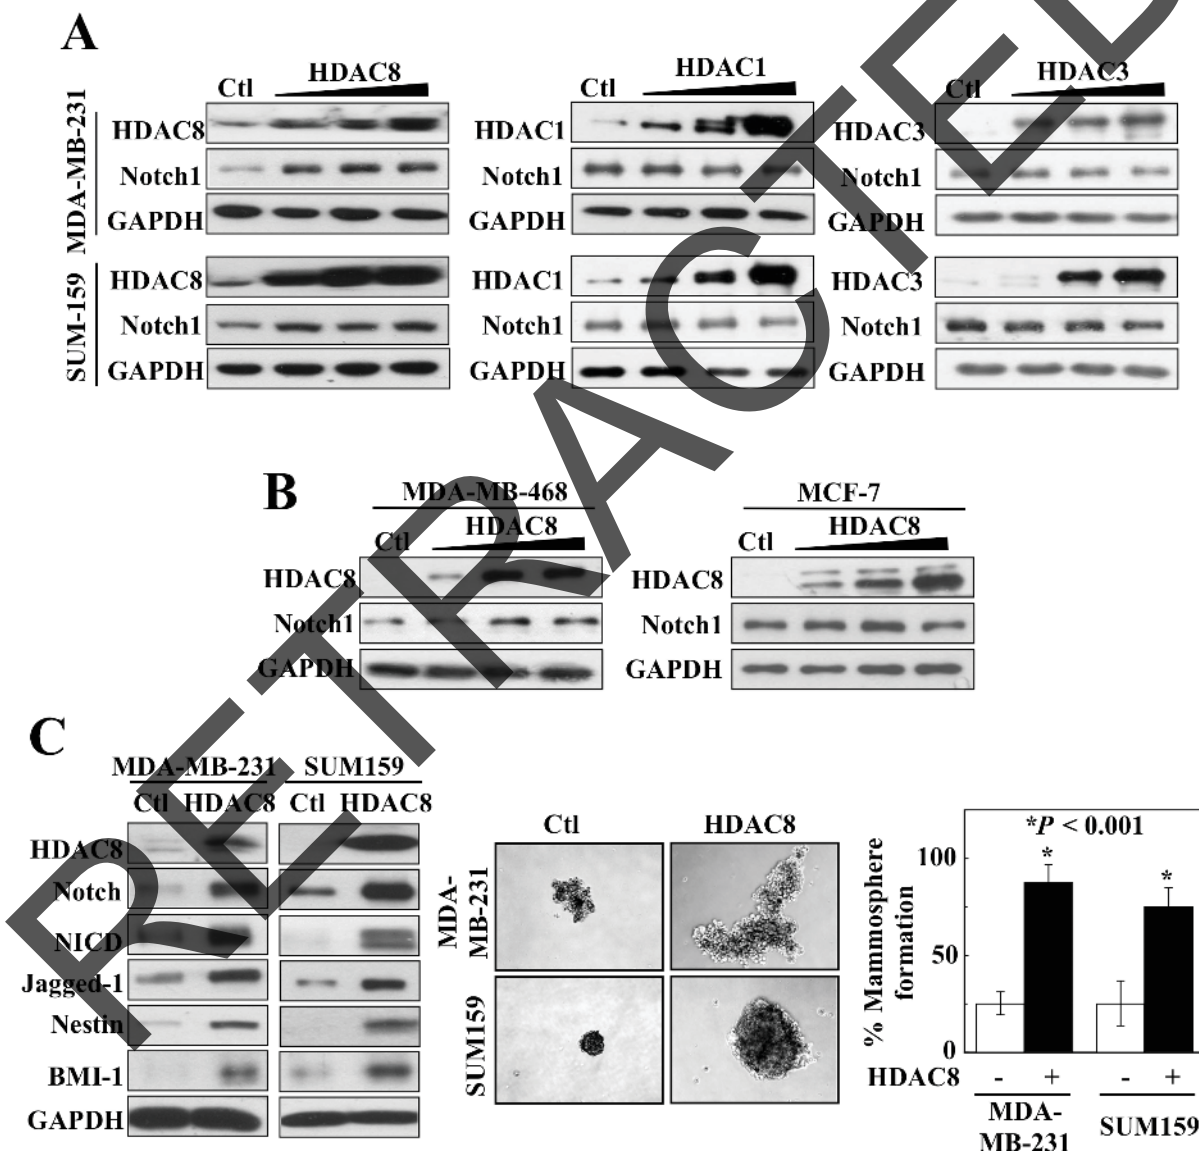 A
Ctl HDAC8
Ctl HDAC1
Ctl HDAC3
MDA-MB-231
HDAC8
Notch1
GAPDH
HDAC1
Notch1
GAPDH
HDAC3
Notch1
GAPDH
SUM-159
HDAC8
Notch1
GAPDH
HDAC1
Notch1
GAPDH
HDAC3
Notch1
GAPDH
B
MDA-MB-468
Ctl HDAC8
HDAC8
Notch1
GAPDH
MCF-7
Ctl HDAC8
HDAC8
Notch1
GAPDH
C
MDA-MB-231 SUM159
Ctl HDAC8 Ctl HDAC8
HDAC8
Notch
NICD
Jagged-1
Nestin
BMI-1
GAPDH
Ctl HDAC8
MDA-
MB-231
SUM159
% Mammosphere
formation
*P < 0.001
* *
100
50
0
HDAC8 - + - +
MDA-
MB-231
SUM159
RETRACTED